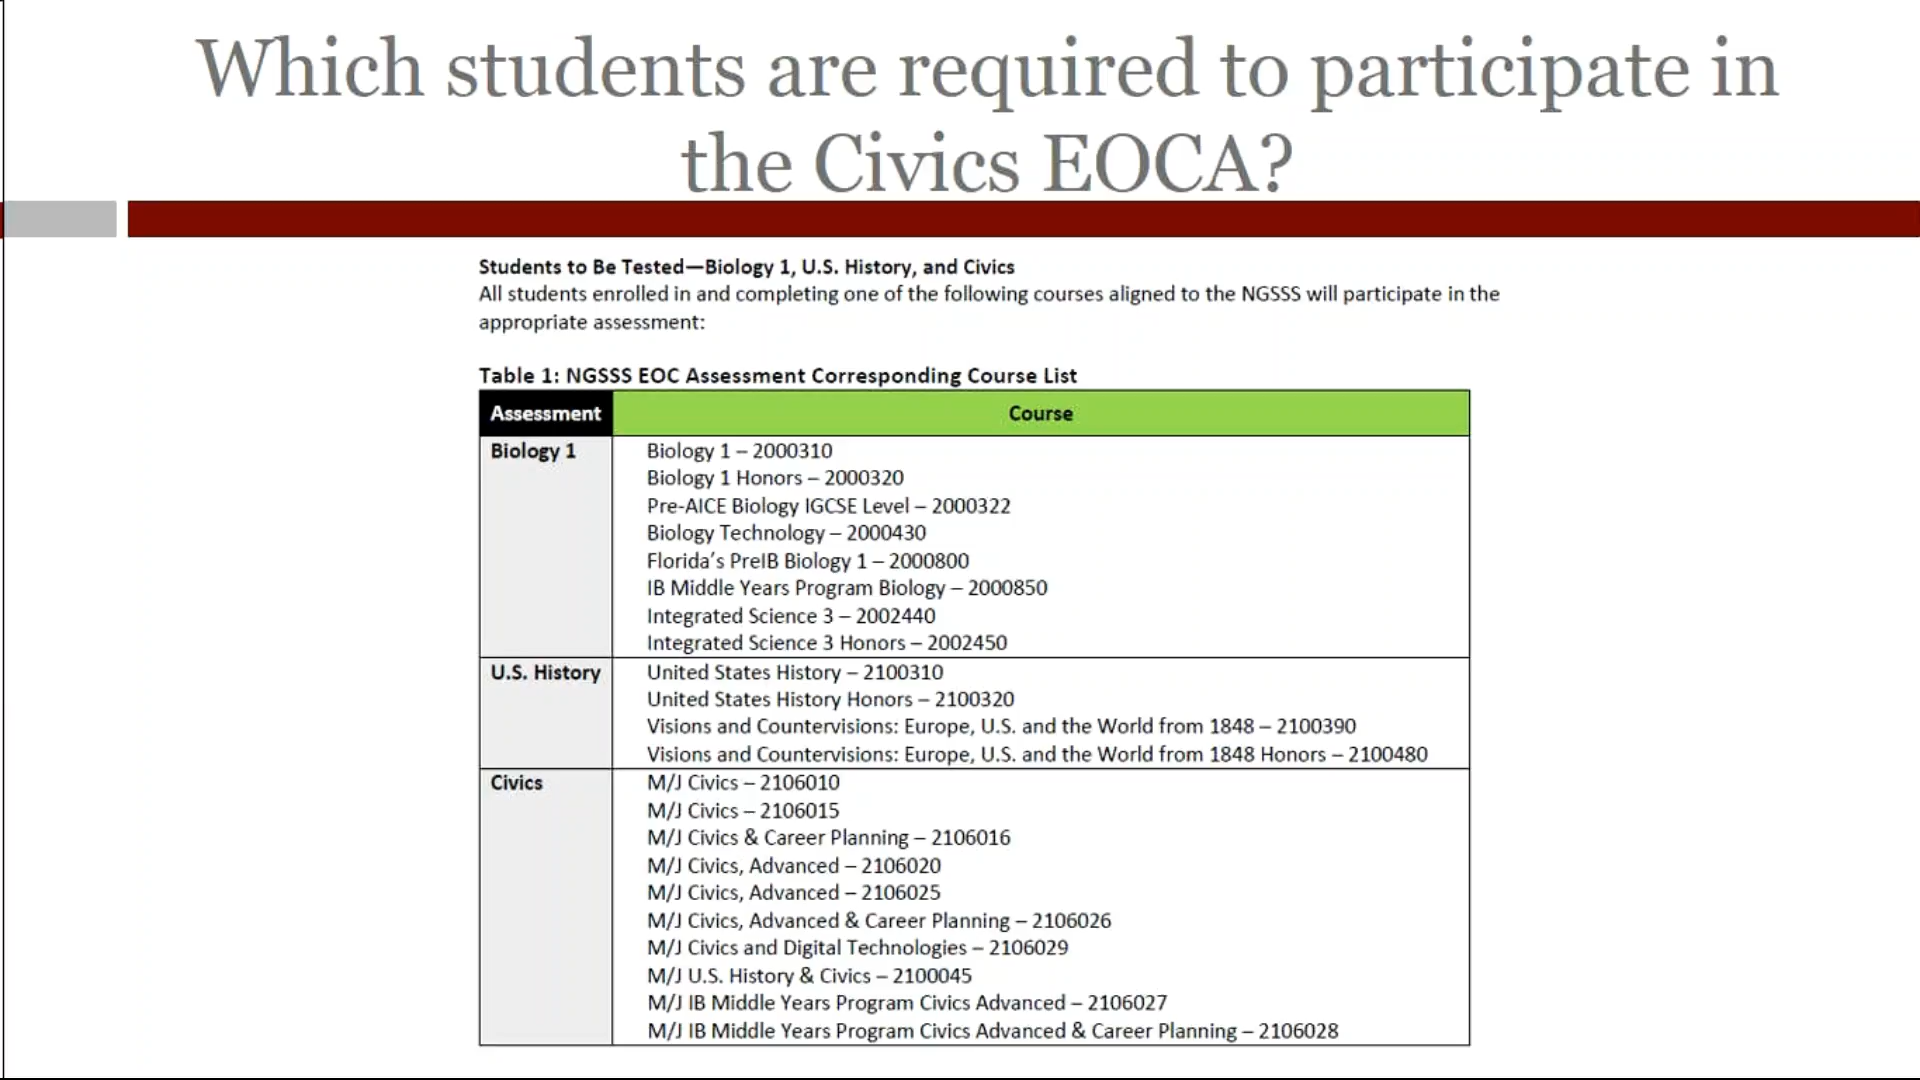 Which students are required to participate in
the Civics EOCA?
Students to Be Tested—Biology 1, U.S. History, and Civics
All students enrolled in and completing one of the following courses aligned to the NGSSS will participate in the
appropriate assessment:
Table 1: NGSSS EOC Assessment Corresponding Course List
Assessment Course
Biology 1 Biology 1 – 2000310
Biology 1 Honors – 2000320
Pre-AICE Biology IGCSE Level – 2000322
Biology Technology – 2000430
Florida's PreIB Biology 1 – 2000800
IB Middle Years Program Biology – 2000850
Integrated Science 3 – 2002440
Integrated Science 3 Honors – 2002450
U.S. History United States History – 2100310
United States History Honors – 2100320
Visions and Countervisions: Europe, U.S. and the World from 1848 – 2100390
Visions and Countervisions: Europe, U.S. and the World from 1848 Honors – 2100480
Civics M/J Civics – 2106010
M/J Civics – 2106015
M/J Civics & Career Planning – 2106016
M/J Civics, Advanced – 2106020
M/J Civics, Advanced – 2106025
M/J Civics, Advanced & Career Planning – 2106026
M/J Civics and Digital Technologies – 2106029
M/J U.S. History & Civics – 2100045
M/J IB Middle Years Program Civics Advanced – 2106027
M/J IB Middle Years Program Civics Advanced & Career Planning – 2106028